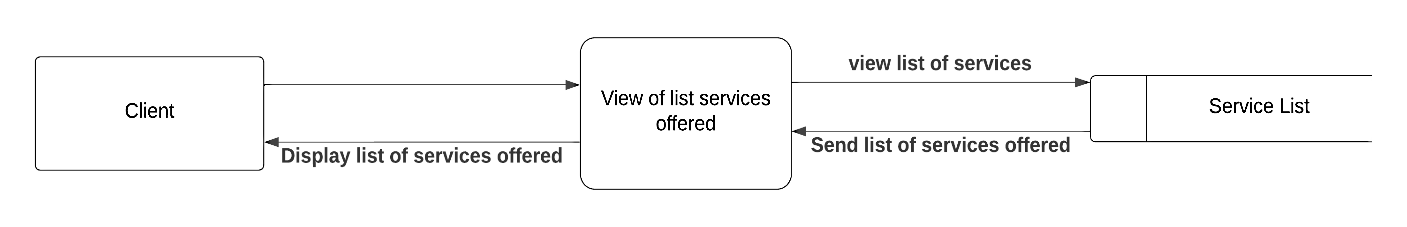 Client
Display list of services offered
View of list services
offered
view list of services
Send list of services offered
Service List